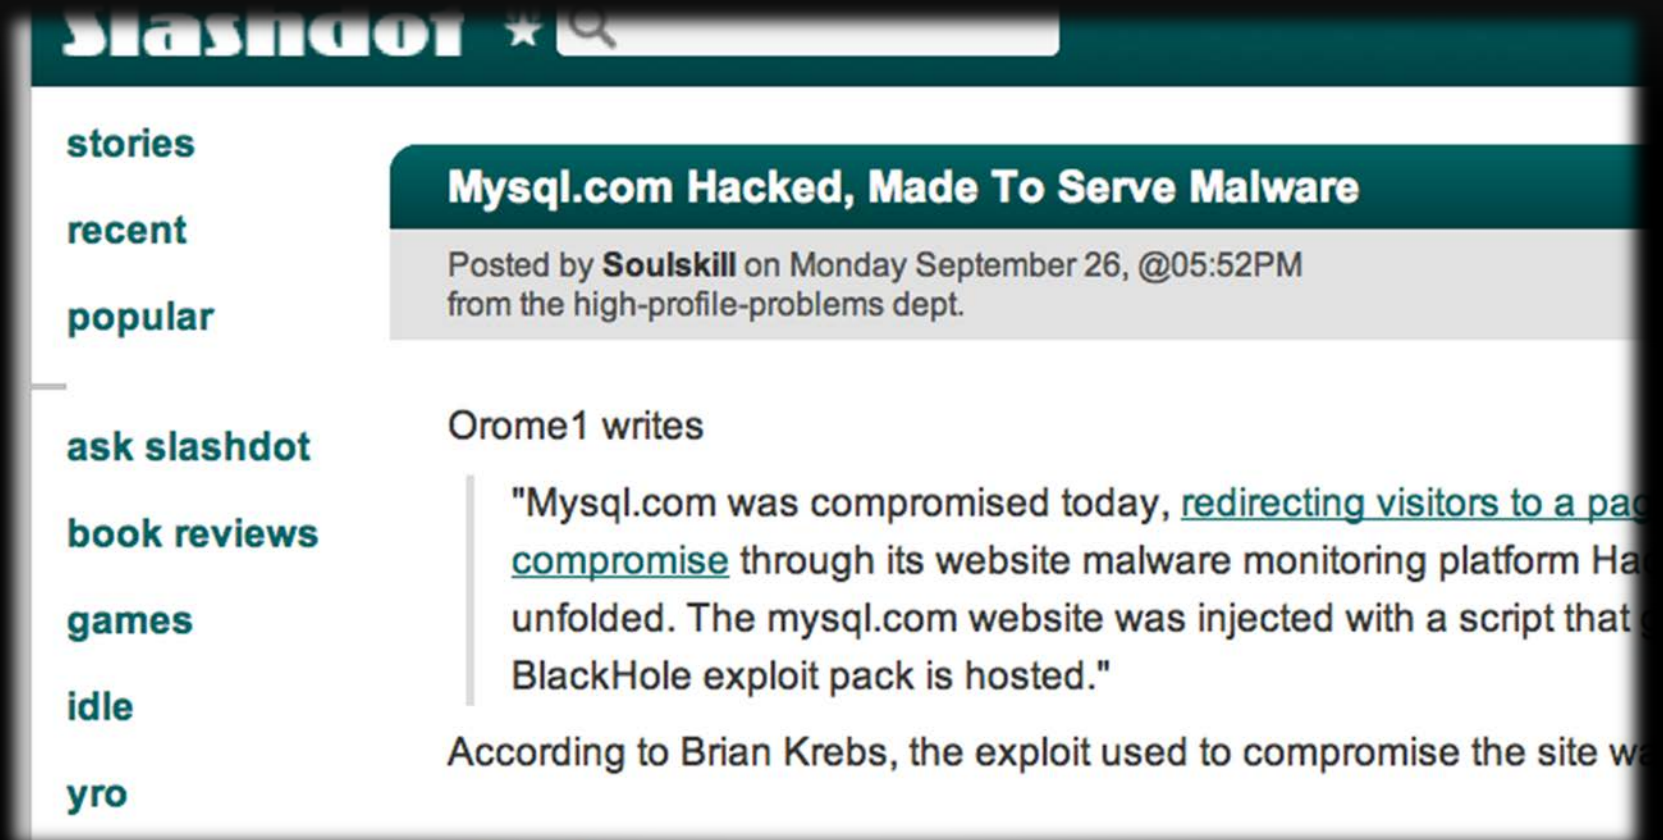 Slashdot
stories
recent
popular
ask slashdot
book reviews
games
idle
yro
Mysql.com Hacked, Made To Serve Malware
Posted by Soulskill on Monday September 26, @05:52PM
from the high-profile-problems dept.
Orome1 writes
"Mysql.com was compromised today, redirecting visitors to a
compromise through its website malware monitoring platform
unfolded. The mysql.com website was injected with a script that
BlackHole exploit pack is hosted."
According to Brian Krebs, the exploit used to compromise the site